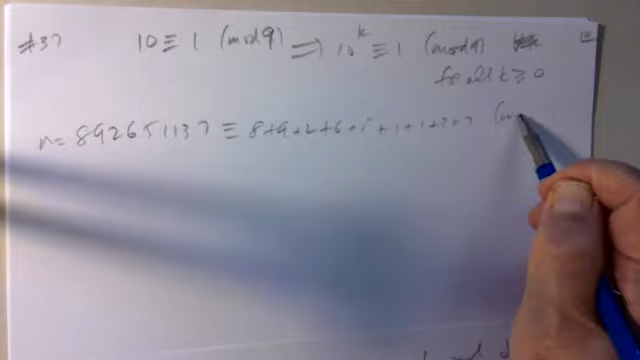 #37 10 ≡ 1 (mod 9) ⟹ 10^k ≡ 1 (mod 9)
for all k ≥ 0
n = 892651137 ≡ 8+9+2+6+5+1+1+3+7 (m